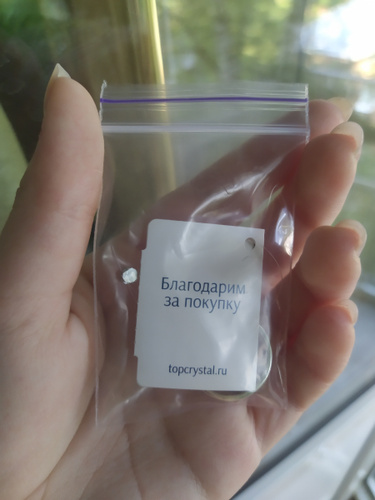 Благодарим
за покупку
topcrystal.ru